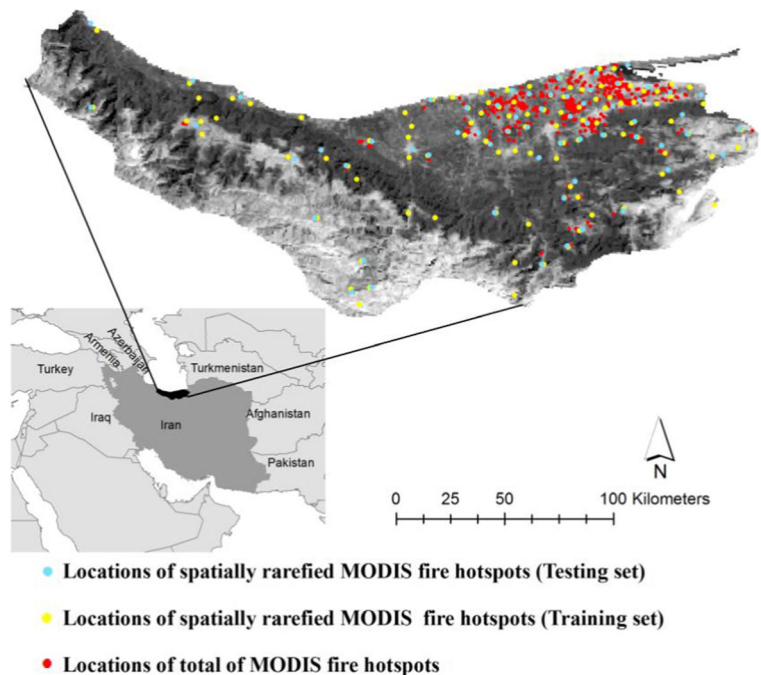 Armenia
Azerbaijan
Turkey
Turkmenistan
Iraq
Iran
Afghanistan
Pakistan
N
0 25 50 100 Kilometers
Locations of spatially rarefied MODIS fire hotspots (Testing set)
Locations of spatially rarefied MODIS fire hotspots (Training set)
Locations of total of MODIS fire hotspots